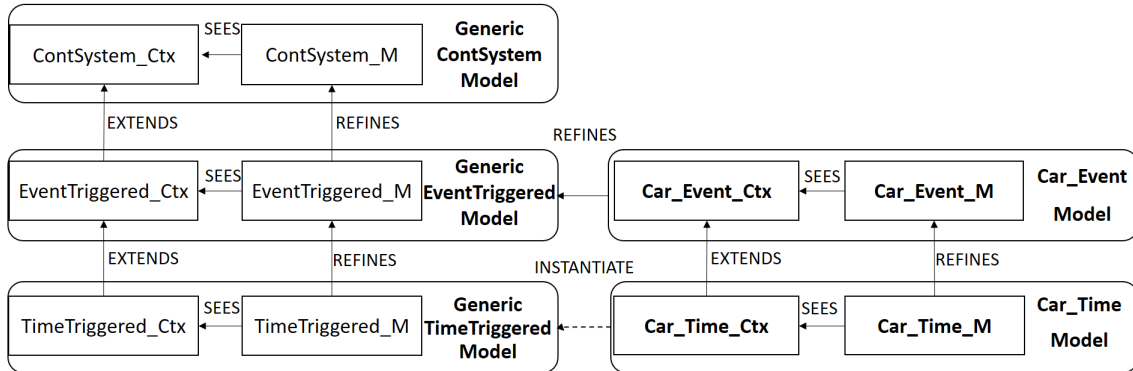 SEES
Generic
ContSystem
Model
ContSystem_Ctx
ContSystem_M
EXTENDS
REFINES
REFINES
EventTriggered_Ctx
SEES
EventTriggered_M
Generic
EventTriggered
Model
Car_Event_Ctx
SEES
Car_Event_M
Car_Event
Model
EXTENDS
REFINES
INSTANTIATE
EXTENDS
REFINES
TimeTriggered_Ctx
SEES
TimeTriggered_M
Generic
TimeTriggered
Model
Car_Time_Ctx
SEES
Car_Time_M
Car_Time
Model